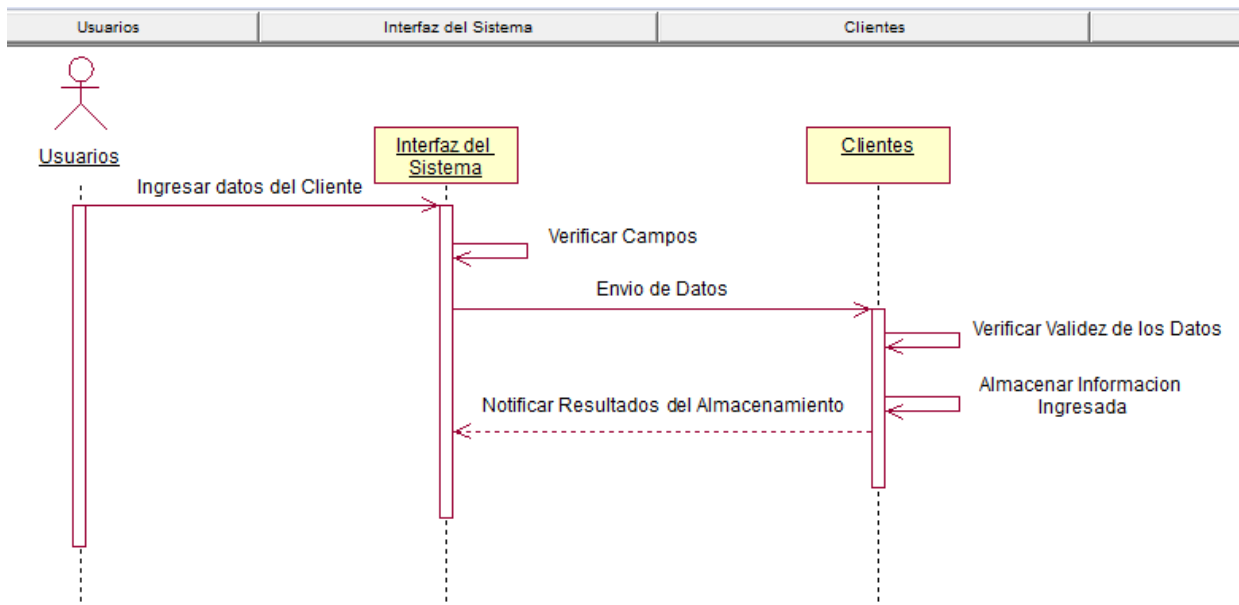 Usuarios
Interfaz del Sistema
Clientes
Usuarios
Interfaz del
Sistema
Clientes
Ingresar datos del Cliente
Verificar Campos
Envio de Datos
Verificar Validez de los Datos
Almacenar Informacion
Ingresada
Notificar Resultados del Almacenamiento